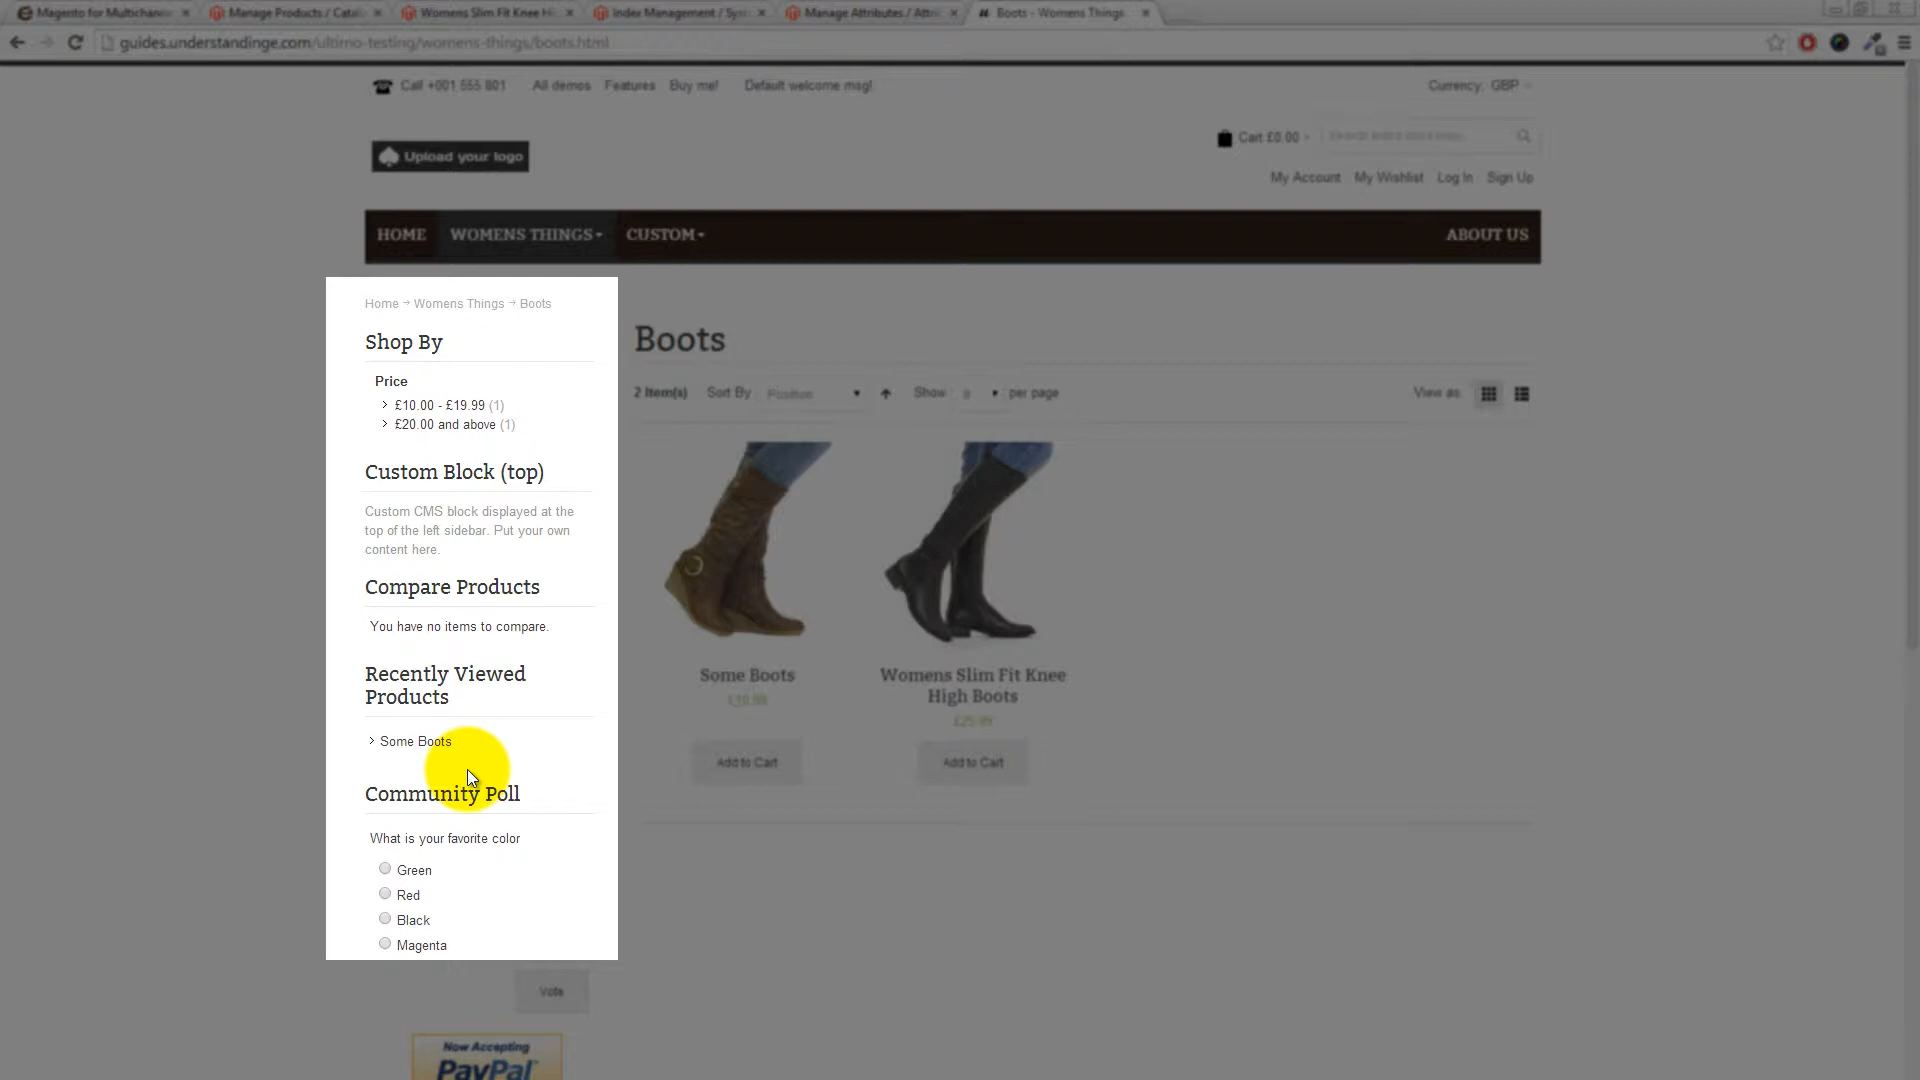 Magento for Multichanne
Manage Products / Catal
Womens Slim Fit Knee Hi
Index Management / Sys
Manage Attributes / Attri
Boots - Womens Things
guides.understandinge.com/ultimo-testing/womens-things/boots.html
Call +001 555 801 All demos Features Buy me! Default welcome msg! Currency: GBP
Upload your logo
Cart £0.00
My Account My Wishlist Log In Sign Up
HOME WOMENS THINGS CUSTOM ABOUT US
Home → Womens Things → Boots
Shop By
Price
£10.00 - £19.99 (1)
£20.00 and above (1)
Custom Block (top)
Custom CMS block displayed at the
top of the left sidebar. Put your own
content here.
Compare Products
You have no items to compare.
Recently Viewed
Products
Some Boots
Community Poll
What is your favorite color
Green
Red
Black
Magenta
Vote
Now Accepting
PayPal
Boots
2 Item(s) Sort By Position Show per page View as:
Some Boots
Add to Cart
Womens Slim Fit Knee
High Boots
£25.99
Add to Cart